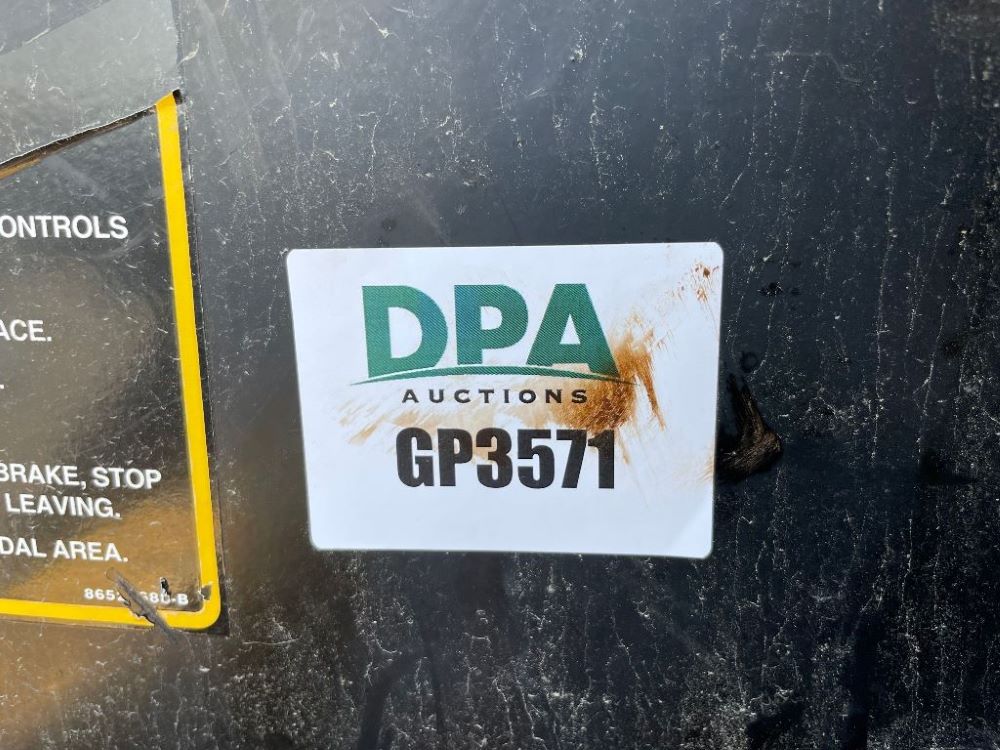 ONTROLS
ACE.
BRAKE, STOP
LEAVING.
DAL AREA.
DPA
AUCTIONS
GP3571